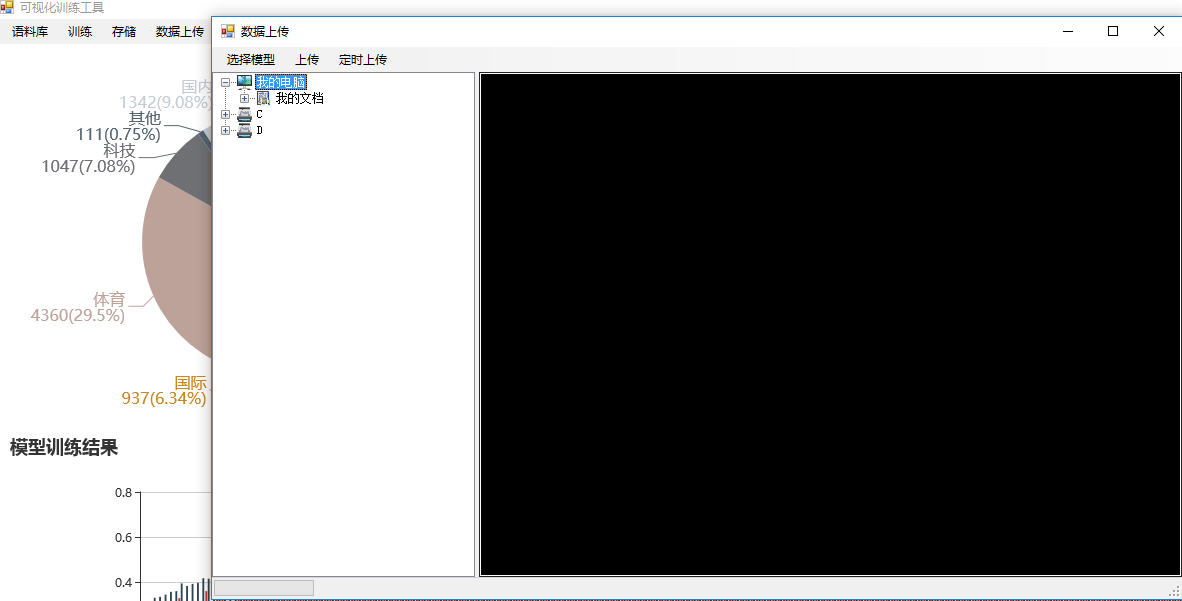 可视化训练工具
语料库 训练 存储 数据上传
国内
1342(9.08%)
其他
111(0.75%)
科技
1047(7.08%)
体育
4360(29.5%)
国际
937(6.34%)
模型训练结果
0.8
0.6
0.4
数据上传
选择模型 上传 定时上传
我的电脑
我的文档
C
D